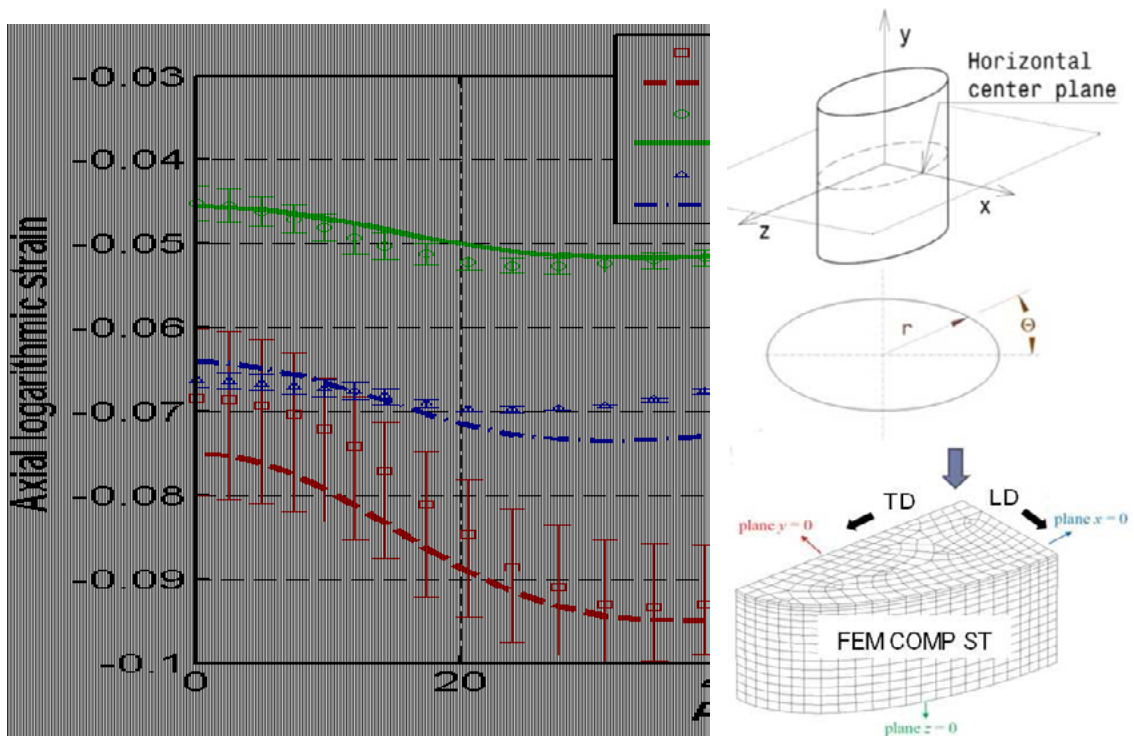 Axial logarithmic strain
-0.03
-0.04
-0.05
-0.06
-0.07
-0.08
-0.09
-0.1
0
20
y
Horizontal
center plane
x
z
r
Θ
TD
LD
plane y = 0
plane x = 0
FEM COMP ST
plane z = 0